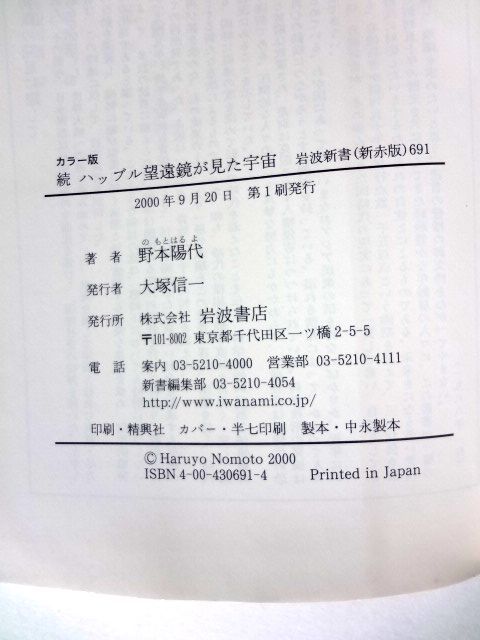 カラー版
続 ハッブル望遠鏡が見た宇宙 岩波新書(新赤版)691
2000年9月20日 第1刷発行
の もとはる よ
著 者 野本陽代
発行者 大塚信一
発行所 株式会社 岩波書店
〒101-8002 東京都千代田区一ツ橋2-5-5
電 話 案内 03-5210-4000 営業部 03-5210-4111
新書編集部 03-5210-4054
http://www.iwanami.co.jp/
印刷・精興社 カバー・半七印刷 製本・中永製本
© Haruyo Nomoto 2000
ISBN 4-00-430691-4 Printed in Japan